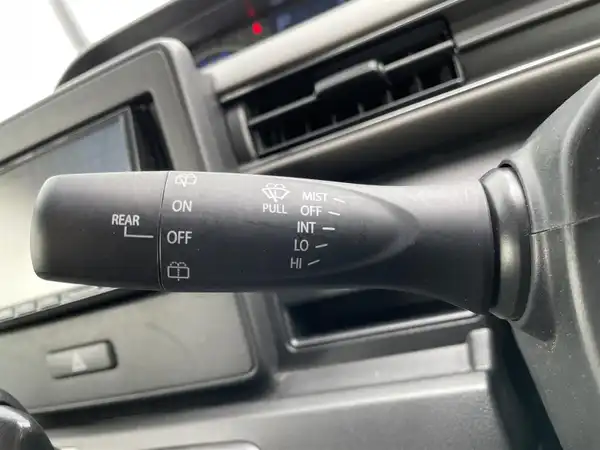 REAR
ON
OFF
PULL
MIST
OFF
INT
LO
HI